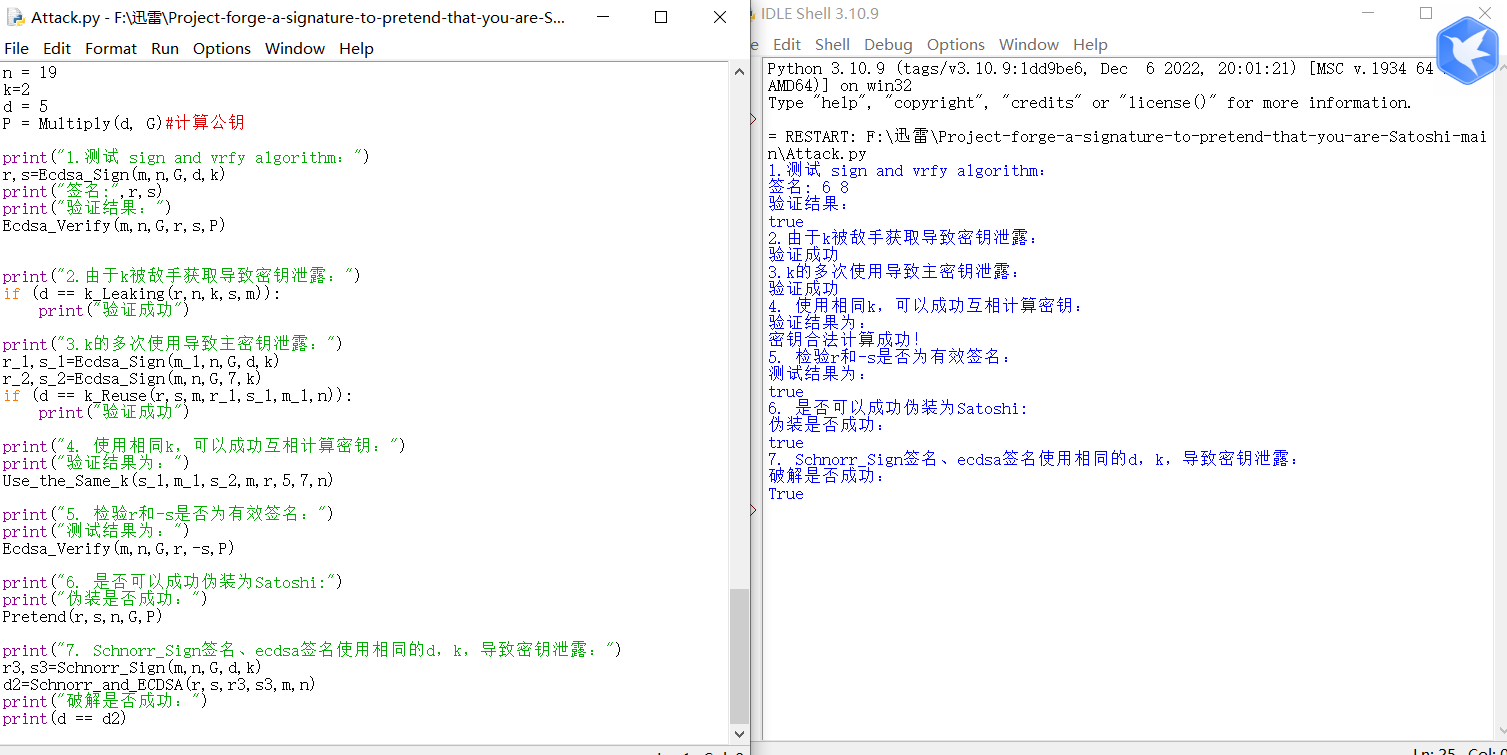 Attack.py - F:\迅雷\Project-forge-a-signature-to-pretend-that-you-are-S...
File Edit Format Run Options Window Help
n = 19
k=2
d = 5
P = Multiply(d, G)#计算公钥
print("1.测试 sign and vrfy algorithm：")
r,s=Ecdsa_Sign(m,n,G,d,k)
print("签名:",r,s)
print("验证结果：")
Ecdsa_Verify(m,n,G,r,s,P)
print("2.由于k被敌手获取导致密钥泄露：")
if (d == k_Leaking(r,n,k,s,m)):
    print("验证成功")
print("3.k的多次使用导致主密钥泄露：")
r_1,s_1=Ecdsa_Sign(m_1,n,G,d,k)
r_2,s_2=Ecdsa_Sign(m,n,G,7,k)
if (d == k_Reuse(r,s,m,r_1,s_1,m_1,n)):
    print("验证成功")
print("4. 使用相同k，可以成功互相计算密钥：")
print("验证结果为：")
Use_the_Same_k(s_1,m_1,s_2,m,r,5,7,n)
print("5. 检验r和-s是否为有效签名：")
print("测试结果为：")
Ecdsa_Verify(m,n,G,r,-s,P)
print("6. 是否可以成功伪装为Satoshi:")
print("伪装是否成功：")
Pretend(r,s,n,G,P)
print("7. Schnorr_Sign签名、ecdsa签名使用相同的d，k，导致密钥泄露：")
r3,s3=Schnorr_Sign(m,n,G,d,k)
d2=Schnorr_and_ECDSA(r,s,r3,s3,m,n)
print("破解是否成功：")
print(d == d2)
IDLE Shell 3.10.9
e Edit Shell Debug Options Window Help
Python 3.10.9 (tags/v3.10.9:1dd9be6, Dec  6 2022, 20:01:21) [MSC v.1934 64
AMD64)] on win32
Type "help", "copyright", "credits" or "license()" for more information.
= RESTART: F:\迅雷\Project-forge-a-signature-to-pretend-that-you-are-Satoshi-mai
n\Attack.py
1.测试 sign and vrfy algorithm：
签名: 6 8
验证结果：
true
2.由于k被敌手获取导致密钥泄露：
验证成功
3.k的多次使用导致主密钥泄露：
验证成功
4. 使用相同k，可以成功互相计算密钥：
验证结果为：
密钥合法计算成功！
5. 检验r和-s是否为有效签名：
测试结果为：
true
6. 是否可以成功伪装为Satoshi:
伪装是否成功：
true
7. Schnorr_Sign签名、ecdsa签名使用相同的d，k，导致密钥泄露：
破解是否成功：
True